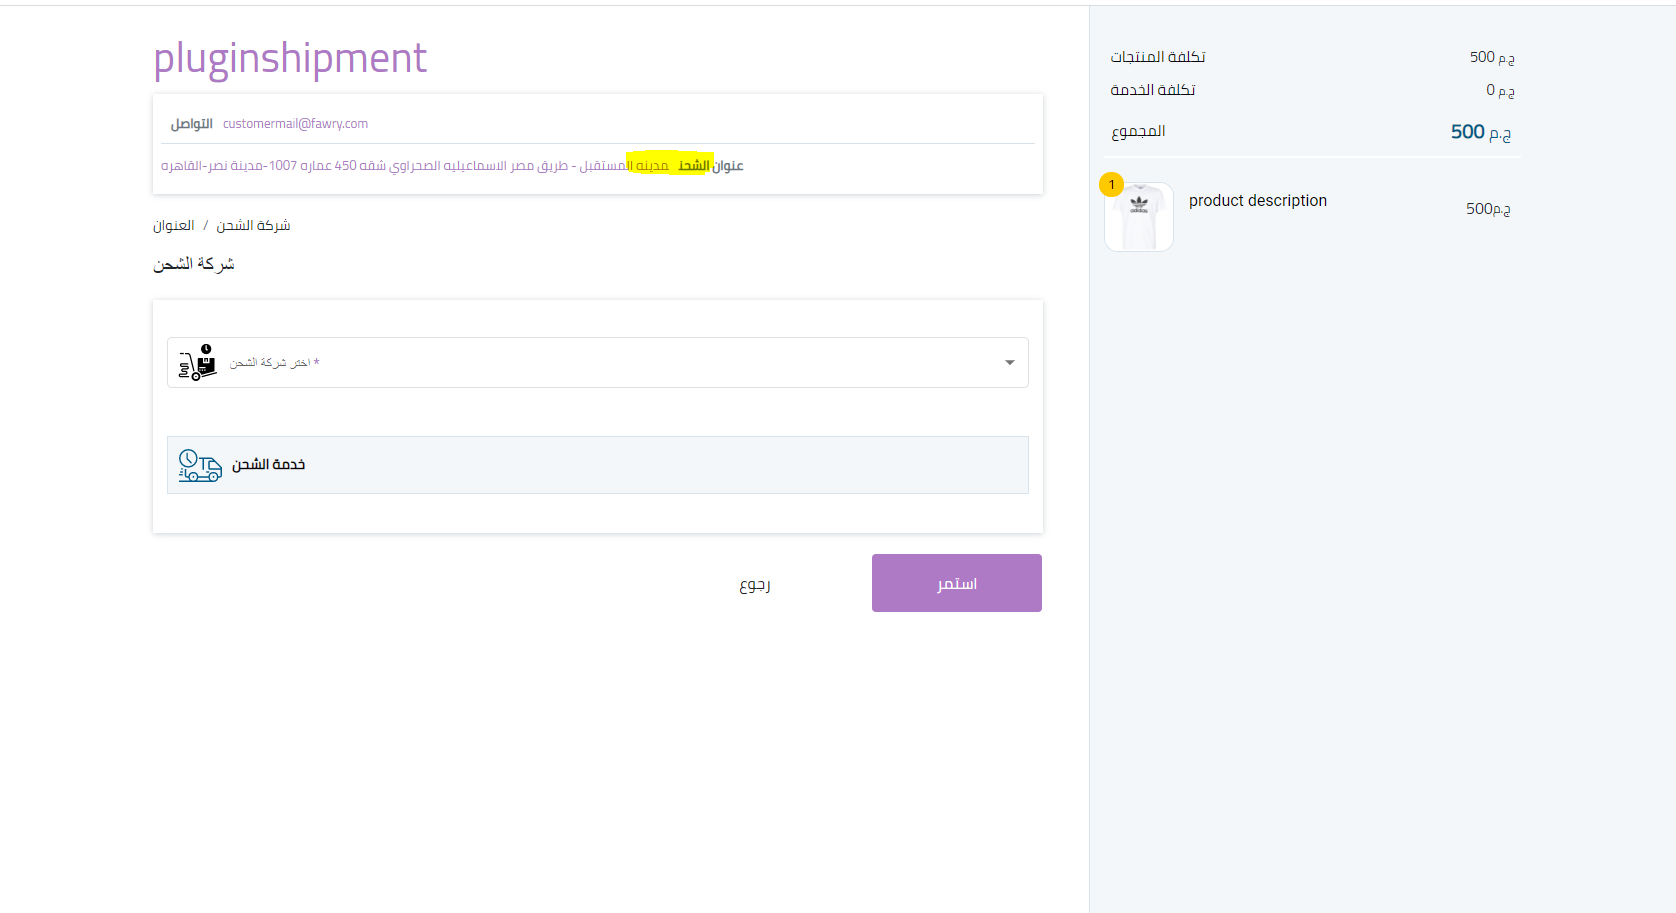 pluginshipment
التواصل customermail@fawry.com
عنوان الشحن مدينه المستقبل - طريق مصر الاسماعيليه الصحراوي شقه 450 عماره 1007-مدينة نصر-القاهره
العنوان / شركة الشحن
شركة الشحن
اختر شركة الشحن *
خدمة الشحن
رجوع
استمر
تكلفة المنتجات 500 ج.م
تكلفة الخدمة 0 ج.م
المجموع 500 ج.م
1
adidas
product description
500ج.م